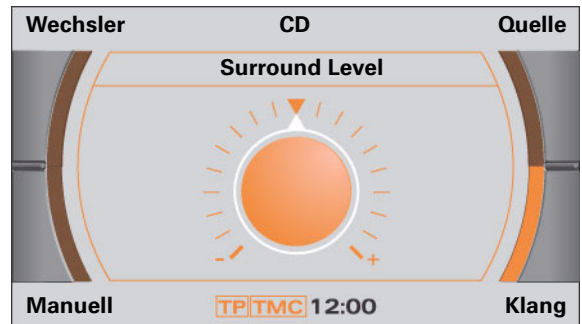 Wechsler CD Quelle
Surround Level
- +
Manuell TP TMC 12:00 Klang